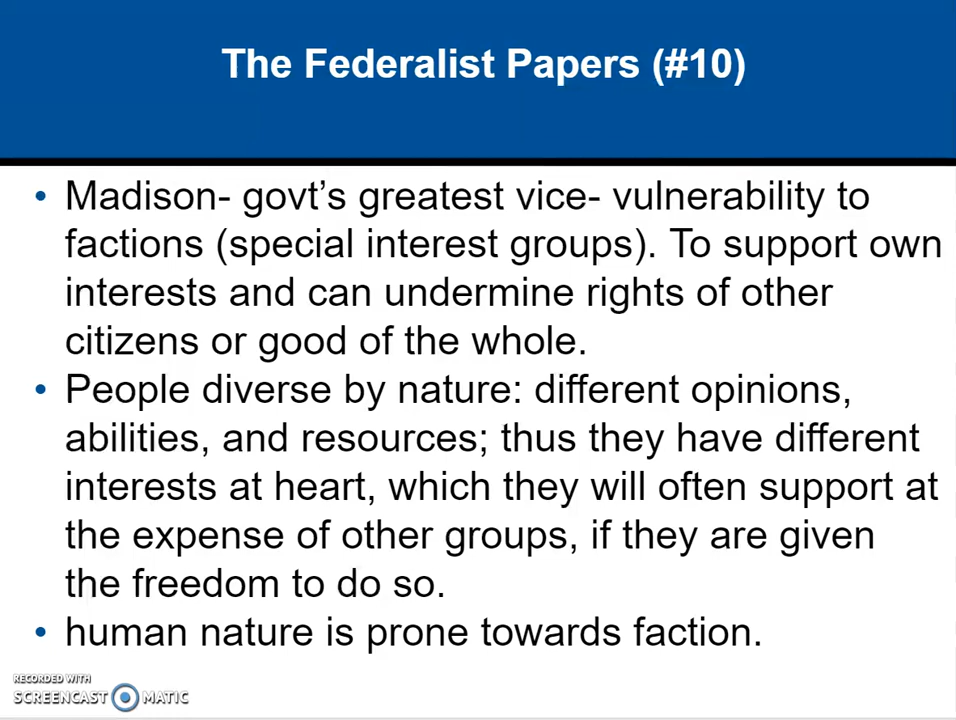 The Federalist Papers (#10)
• Madison- govt’s greatest vice- vulnerability to
factions (special interest groups). To support own
interests and can undermine rights of other
citizens or good of the whole.
• People diverse by nature: different opinions,
abilities, and resources; thus they have different
interests at heart, which they will often support at
the expense of other groups, if they are given
the freedom to do so.
• human nature is prone towards faction.
RECORDED WITH
SCREENCAST MATIC